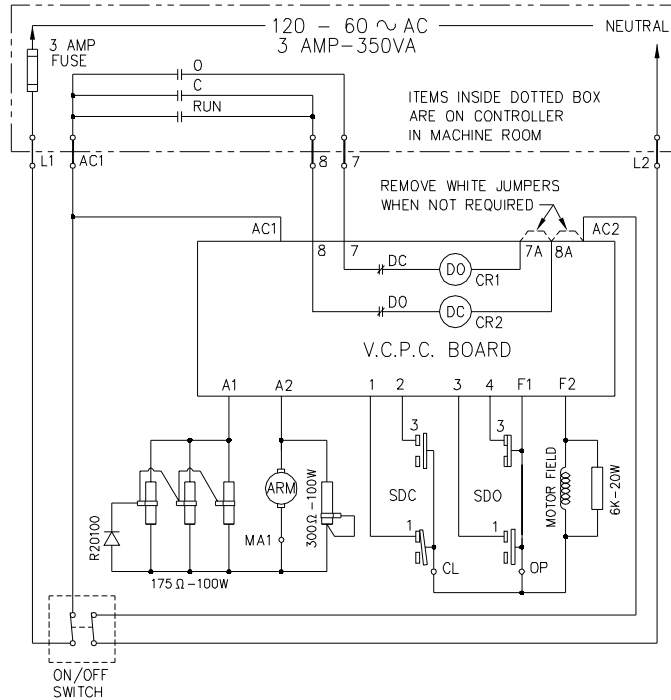 120 – 60 ~ AC
3 AMP–350VA
NEUTRAL
3 AMP
FUSE
O
C
RUN
ITEMS INSIDE DOTTED BOX
ARE ON CONTROLLER
IN MACHINE ROOM
L1
AC1
8
7
L2
REMOVE WHITE JUMPERS
WHEN NOT REQUIRED
AC1
8
7
7A
8A
AC2
DC
DO
CR1
DO
DC
CR2
V.C.P.C. BOARD
A1
A2
1
2
3
4
F1
F2
3
3
SDC
SDO
ARM
MA1
300Ω–100W
MOTOR FIELD
6K–20W
R20100
1
1
CL
OP
175Ω–100W
ON/OFF
SWITCH